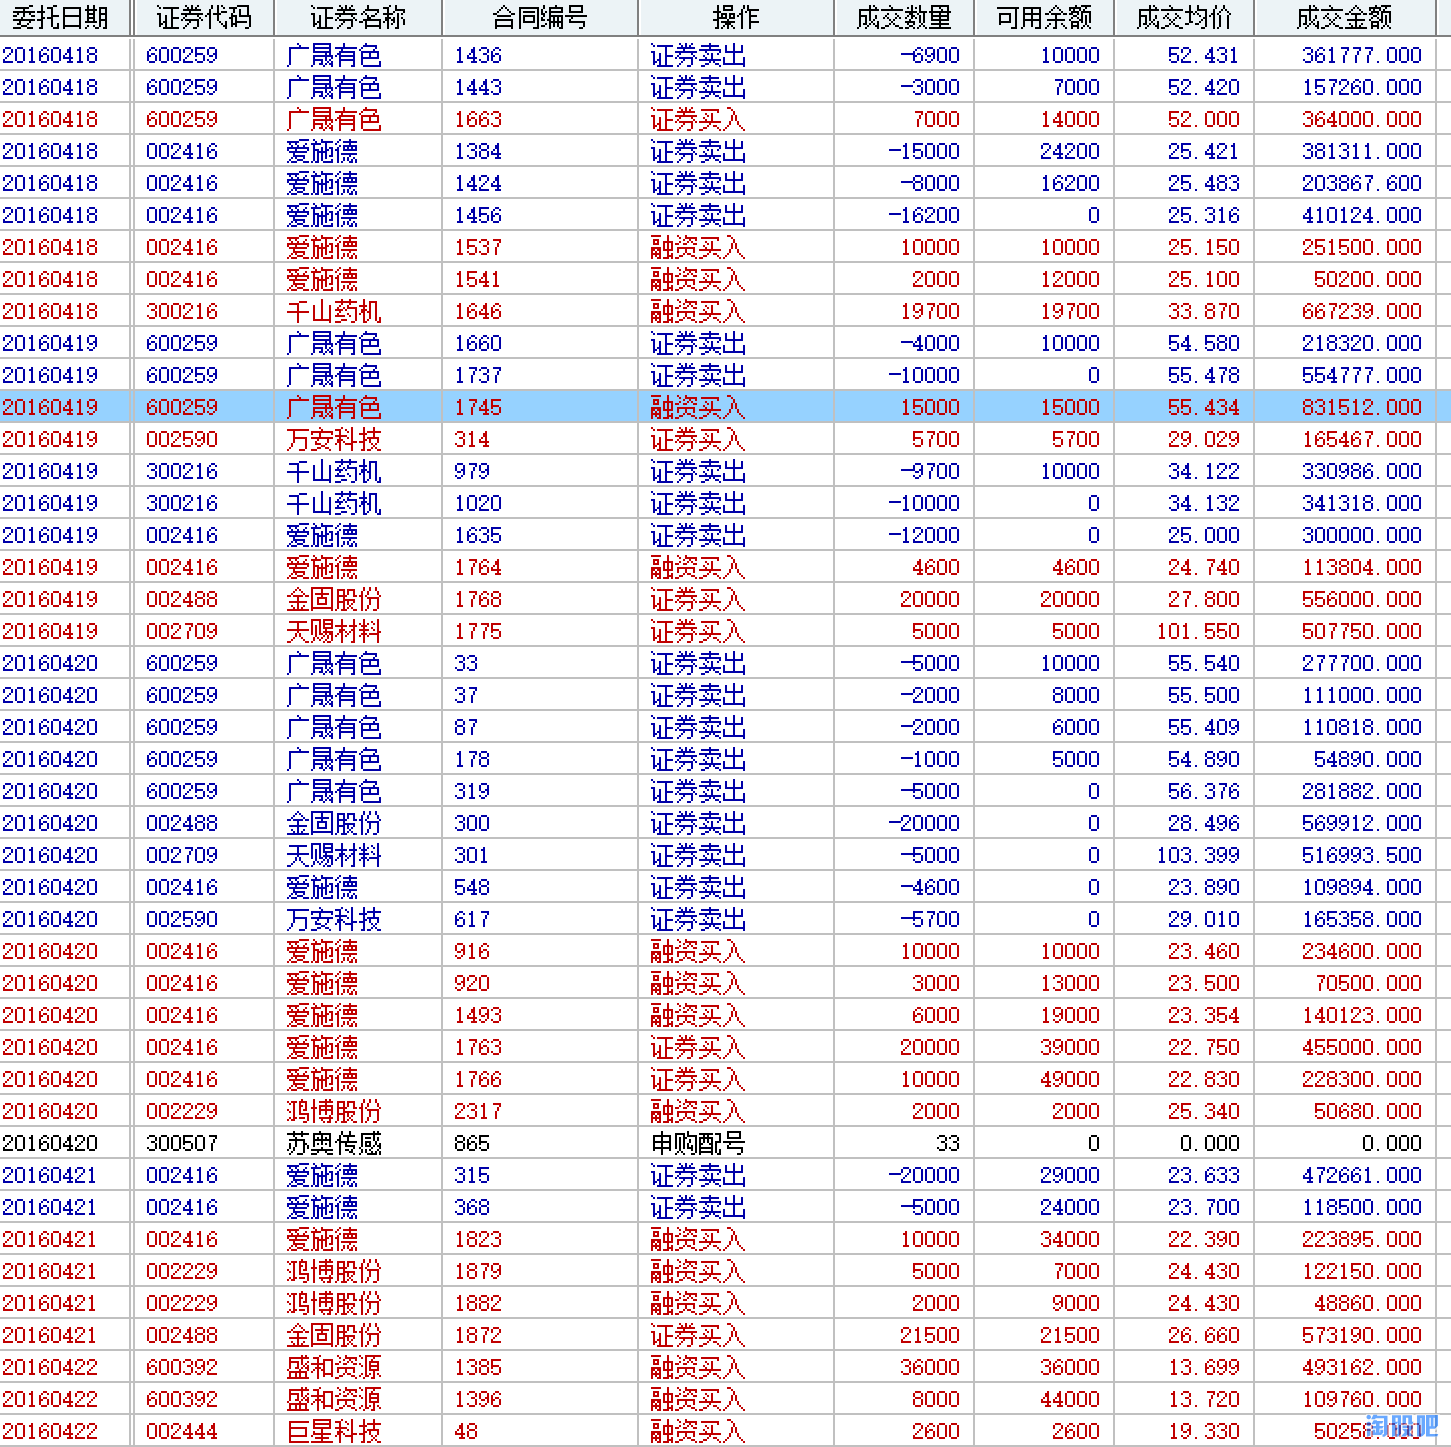 委托日期 证券代码 证券名称 合同编号 操作 成交数量 可用余额 成交均价 成交金额
20160418 600259 广晟有色 1436 证券卖出 -6900 10000 52.431 361777.000
20160418 600259 广晟有色 1443 证券卖出 -3000 7000 52.420 157260.000
20160418 600259 广晟有色 1663 证券买入 7000 14000 52.000 364000.000
20160418 002416 爱施德 1384 证券卖出 -15000 24200 25.421 381311.000
20160418 002416 爱施德 1424 证券卖出 -8000 16200 25.483 203867.600
20160418 002416 爱施德 1456 证券卖出 -16200 0 25.316 410124.000
20160418 002416 爱施德 1537 融资买入 10000 10000 25.150 251500.000
20160418 002416 爱施德 1541 融资买入 2000 12000 25.100 50200.000
20160418 300216 千山药机 1646 融资买入 19700 19700 33.870 667239.000
20160419 600259 广晟有色 1660 证券卖出 -4000 10000 54.580 218320.000
20160419 600259 广晟有色 1737 证券卖出 -10000 0 55.478 554777.000
20160419 600259 广晟有色 1745 融资买入 15000 15000 55.434 831512.000
20160419 002590 万安科技 314 证券买入 5700 5700 29.029 165467.000
20160419 300216 千山药机 979 证券卖出 -9700 10000 34.122 330986.000
20160419 300216 千山药机 1020 证券卖出 -10000 0 34.132 341318.000
20160419 002416 爱施德 1635 证券卖出 -12000 0 25.000 300000.000
20160419 002416 爱施德 1764 融资买入 4600 4600 24.740 113804.000
20160419 002488 金固股份 1768 证券买入 20000 20000 27.800 556000.000
20160419 002709 天赐材料 1775 证券买入 5000 5000 101.550 507750.000
20160420 600259 广晟有色 33 证券卖出 -5000 10000 55.540 277700.000
20160420 600259 广晟有色 37 证券卖出 -2000 8000 55.500 111000.000
20160420 600259 广晟有色 87 证券卖出 -2000 6000 55.409 110818.000
20160420 600259 广晟有色 178 证券卖出 -1000 5000 54.890 54890.000
20160420 600259 广晟有色 319 证券卖出 -5000 0 56.376 281882.000
20160420 002488 金固股份 300 证券卖出 -20000 0 28.496 569912.000
20160420 002709 天赐材料 301 证券卖出 -5000 0 103.399 516993.500
20160420 002416 爱施德 548 证券卖出 -4600 0 23.890 109894.000
20160420 002590 万安科技 617 证券卖出 -5700 0 29.010 165358.000
20160420 002416 爱施德 916 融资买入 10000 10000 23.460 234600.000
20160420 002416 爱施德 920 融资买入 3000 13000 23.500 70500.000
20160420 002416 爱施德 1493 融资买入 6000 19000 23.354 140123.000
20160420 002416 爱施德 1763 证券买入 20000 39000 22.750 455000.000
20160420 002416 爱施德 1766 证券买入 10000 49000 22.830 228300.000
20160420 002229 鸿博股份 2317 融资买入 2000 2000 25.340 50680.000
20160420 300507 苏奥传感 865 申购配号 33 0 0.000 0.000
20160421 002416 爱施德 315 证券卖出 -20000 29000 23.633 472661.000
20160421 002416 爱施德 368 证券卖出 -5000 24000 23.700 118500.000
20160421 002416 爱施德 1823 融资买入 10000 34000 22.390 223895.000
20160421 002229 鸿博股份 1879 融资买入 5000 7000 24.430 122150.000
20160421 002229 鸿博股份 1882 融资买入 2000 9000 24.430 48860.000
20160421 002488 金固股份 1872 证券买入 21500 21500 26.660 573190.000
20160422 600392 盛和资源 1385 融资买入 36000 36000 13.699 493162.000
20160422 600392 盛和资源 1396 融资买入 8000 44000 13.720 109760.000
20160422 002444 巨星科技 48 融资买入 2600 2600 19.330 50258.000
淘股吧